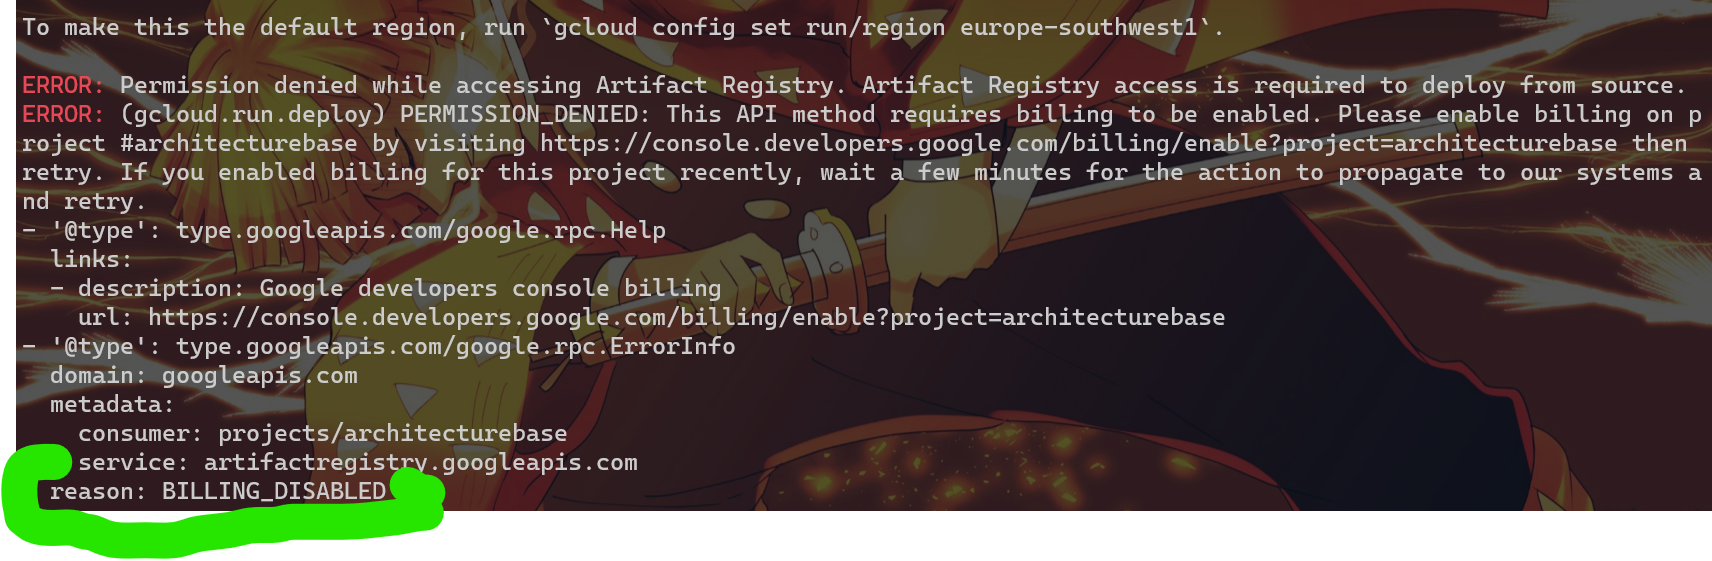 To make this the default region, run `gcloud config set run/region europe-southwest1`.
ERROR: Permission denied while accessing Artifact Registry. Artifact Registry access is required to deploy from source.
ERROR: (gcloud.run.deploy) PERMISSION_DENIED: This API method requires billing to be enabled. Please enable billing on p
roject #architecturebase by visiting https://console.developers.google.com/billing/enable?project=architecturebase then
retry. If you enabled billing for this project recently, wait a few minutes for the action to propagate to our systems a
nd retry.
- '@type': type.googleapis.com/google.rpc.Help
  links:
  - description: Google developers console billing
    url: https://console.developers.google.com/billing/enable?project=architecturebase
- '@type': type.googleapis.com/google.rpc.ErrorInfo
  domain: googleapis.com
  metadata:
    consumer: projects/architecturebase
    service: artifactregistry.googleapis.com
  reason: BILLING_DISABLED